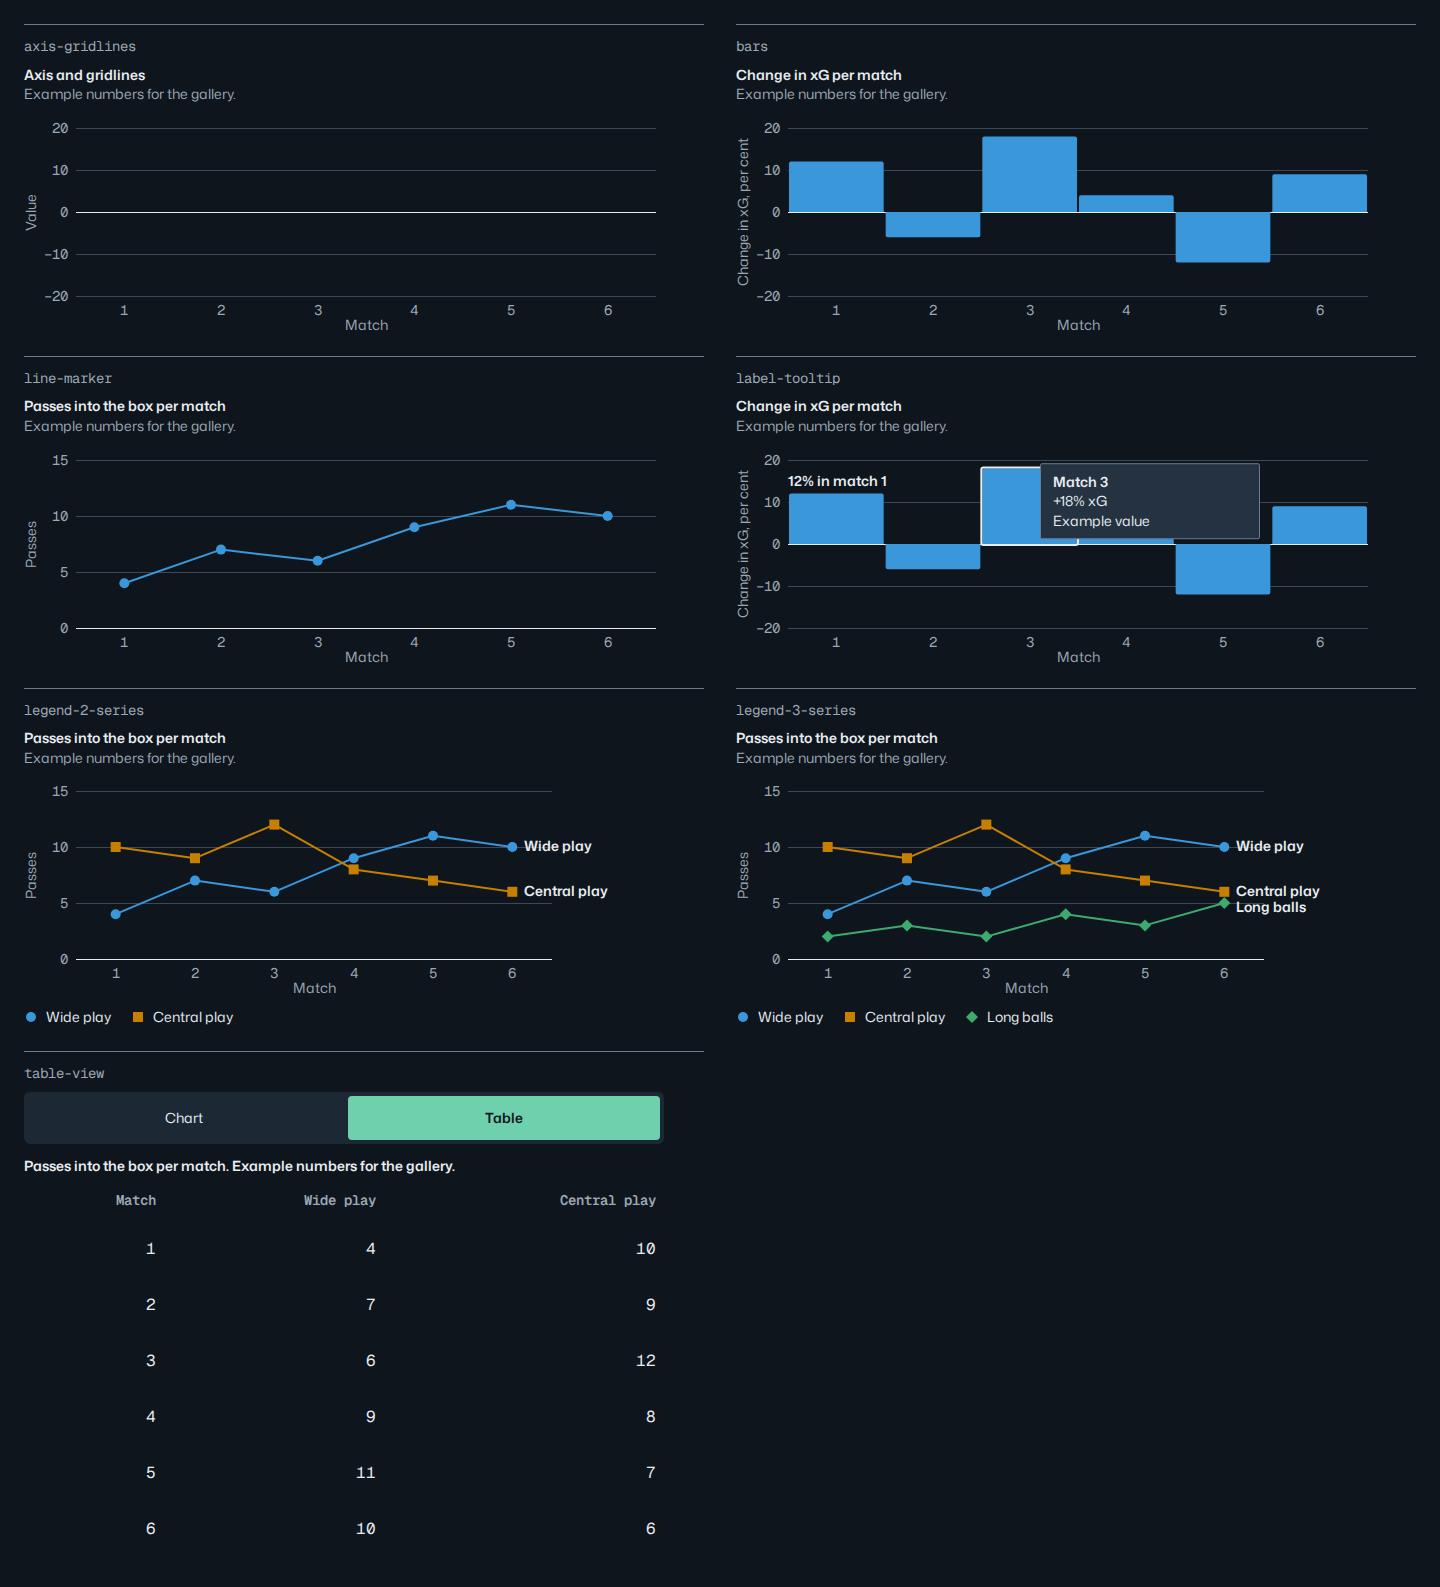 axis-gridlines
Axis and gridlines
Example numbers for the gallery.
20
10
0
-10
-20
Value
1 2 3 4 5 6
Match
bars
Change in xG per match
Example numbers for the gallery.
20
10
0
-10
-20
Change in xG, per cent
1 2 3 4 5 6
Match
line-marker
Passes into the box per match
Example numbers for the gallery.
15
10
5
0
Passes
1 2 3 4 5 6
Match
label-tooltip
Change in xG per match
Example numbers for the gallery.
20
10
0
-10
-20
Change in xG, per cent
12% in match 1
Match 3
+18% xG
Example value
1 2 3 4 5 6
Match
legend-2-series
Passes into the box per match
Example numbers for the gallery.
15
10
5
0
Passes
Wide play
Central play
1 2 3 4 5 6
Match
Wide play Central play
legend-3-series
Passes into the box per match
Example numbers for the gallery.
15
10
5
0
Passes
Wide play
Central play
Long balls
1 2 3 4 5 6
Match
Wide play Central play Long balls
table-view
Chart Table
Passes into the box per match. Example numbers for the gallery.
Match Wide play Central play
1 4 10
2 7 9
3 6 12
4 9 8
5 11 7
6 10 6